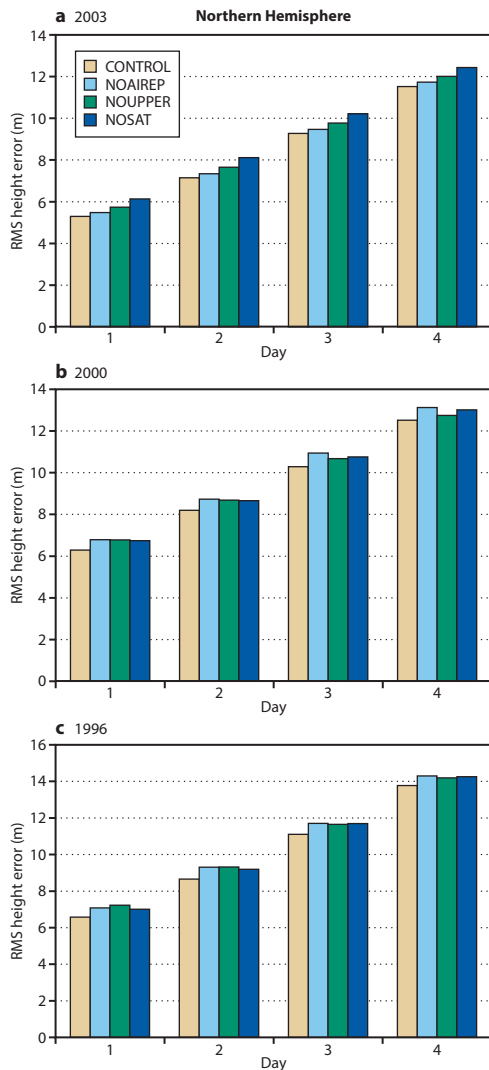 a 2003 Northern Hemisphere
14
12
10
8
6
4
2
0
RMS height error (m)
CONTROL
NOAIREP
NOUPPER
NOSAT
1 2 3 4
Day
b 2000
14
12
10
8
6
4
2
0
RMS height error (m)
1 2 3 4
Day
c 1996
16
14
12
10
8
6
4
2
0
RMS height error (m)
1 2 3 4
Day